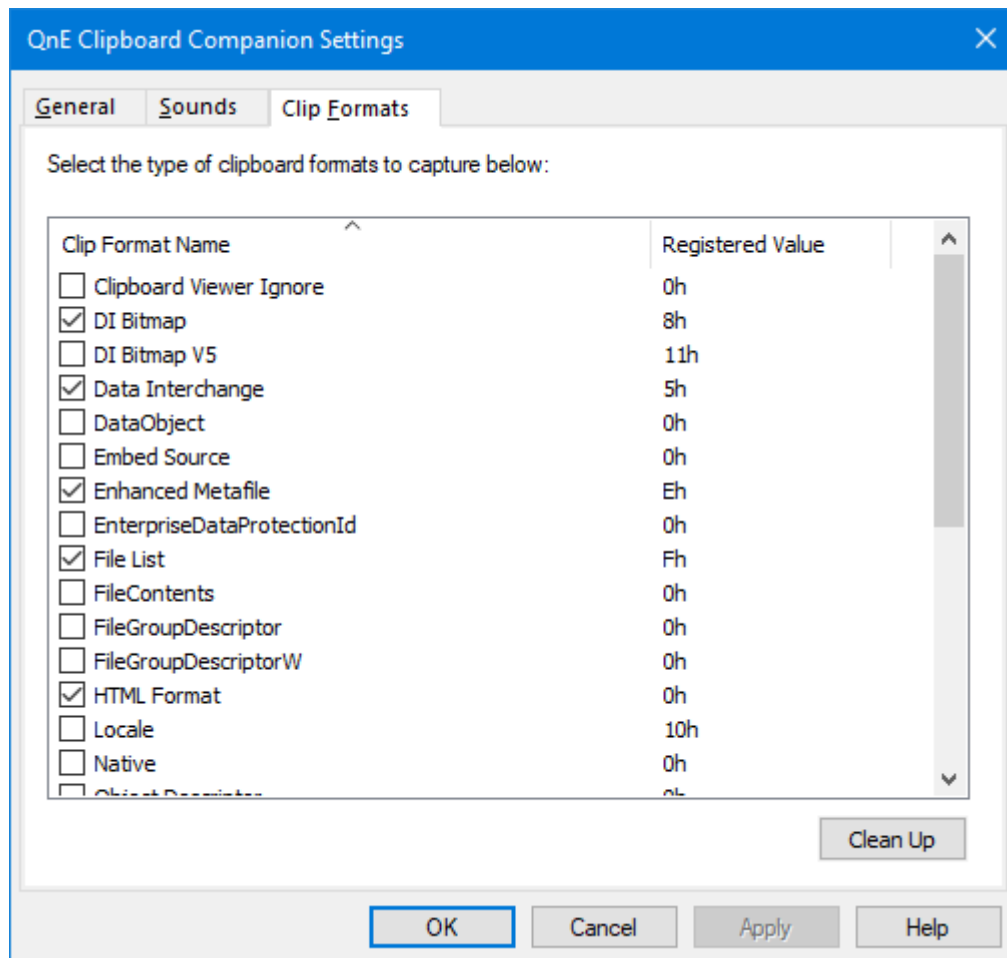 QnE Clipboard Companion Settings
General Sounds Clip Formats
Select the type of clipboard formats to capture below:
Clip Format Name Registered Value
Clipboard Viewer Ignore 0h
DI Bitmap 8h
DI Bitmap V5 11h
Data Interchange 5h
DataObject 0h
Embed Source 0h
Enhanced Metafile Eh
EnterpriseDataProtectionId 0h
File List Fh
FileContents 0h
FileGroupDescriptor 0h
FileGroupDescriptorW 0h
HTML Format 0h
Locale 10h
Native 0h
Object Descriptor 0h
Clean Up
OK Cancel Apply Help